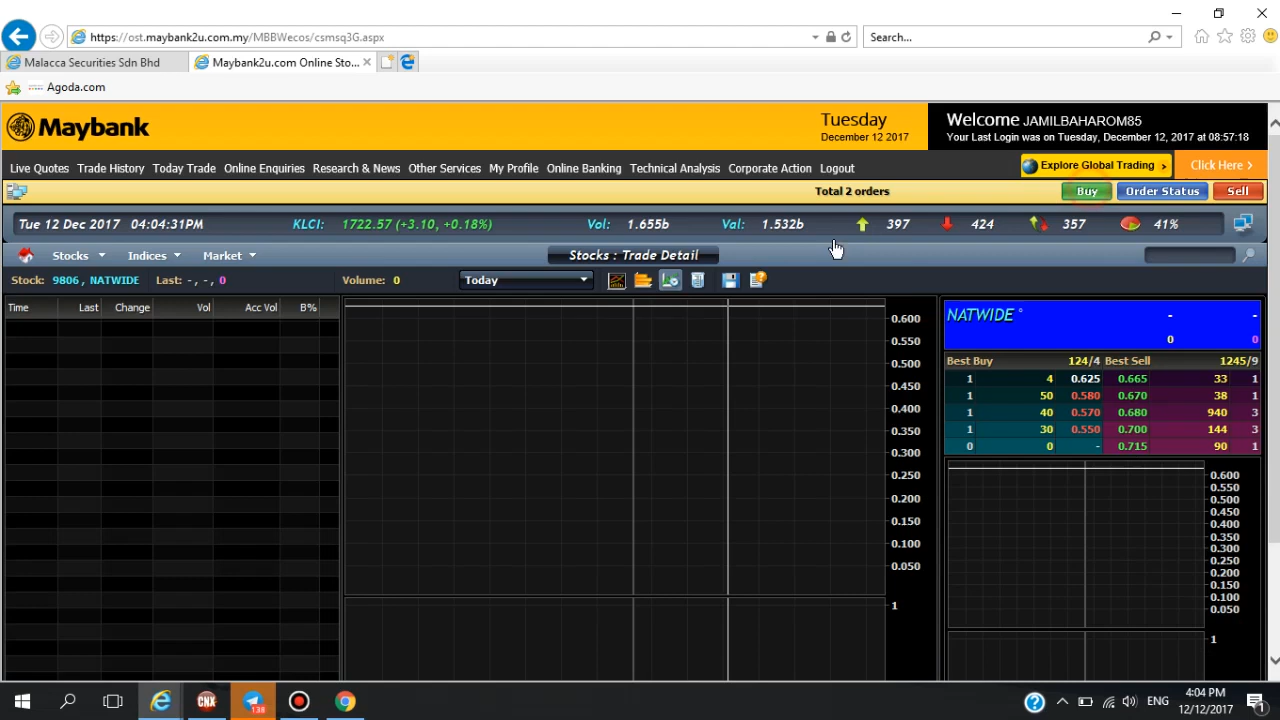 https://ost.maybank2u.com.my/MBBWecos/csmsq3G.aspx
Search...
Malacca Securities Sdn Bhd
Maybank2u.com Online Sto...
Agoda.com
Maybank
Tuesday
December 12 2017
Welcome JAMILBAHAROM85
Your Last Login was on Tuesday, December 12, 2017 at 08:57:18
Live Quotes Trade History Today Trade Online Enquiries Research & News Other Services My Profile Online Banking Technical Analysis Corporate Action Logout
Explore Global Trading >
Click Here >
Total 2 orders
Buy
Order Status
Sell
Tue 12 Dec 2017 04:04:31PM
KLCI: 1722.57 (+3.10, +0.18%)
Vol: 1.655b
Val: 1.532b
397
424
357
41%
Stocks
Indices
Market
Stocks : Trade Detail
Stock: 9806, NATWIDE Last: -, -, 0
Volume: 0
Today
Time Last Change Vol Acc Vol B%
0.600
0.550
0.500
0.450
0.400
0.350
0.300
0.250
0.200
0.150
0.100
0.050
1
NATWIDE ° - -
0 0
Best Buy 124/4 Best Sell 1245/9
1 4 0.625 0.665 33 1
1 50 0.580 0.670 38 1
1 40 0.570 0.680 940 3
1 30 0.550 0.700 144 3
0 0 - 0.715 90 1
0.600
0.550
0.500
0.450
0.400
0.350
0.300
0.250
0.200
0.150
0.100
0.050
1
CNX
138
ENG
4:04 PM
12/12/2017
1